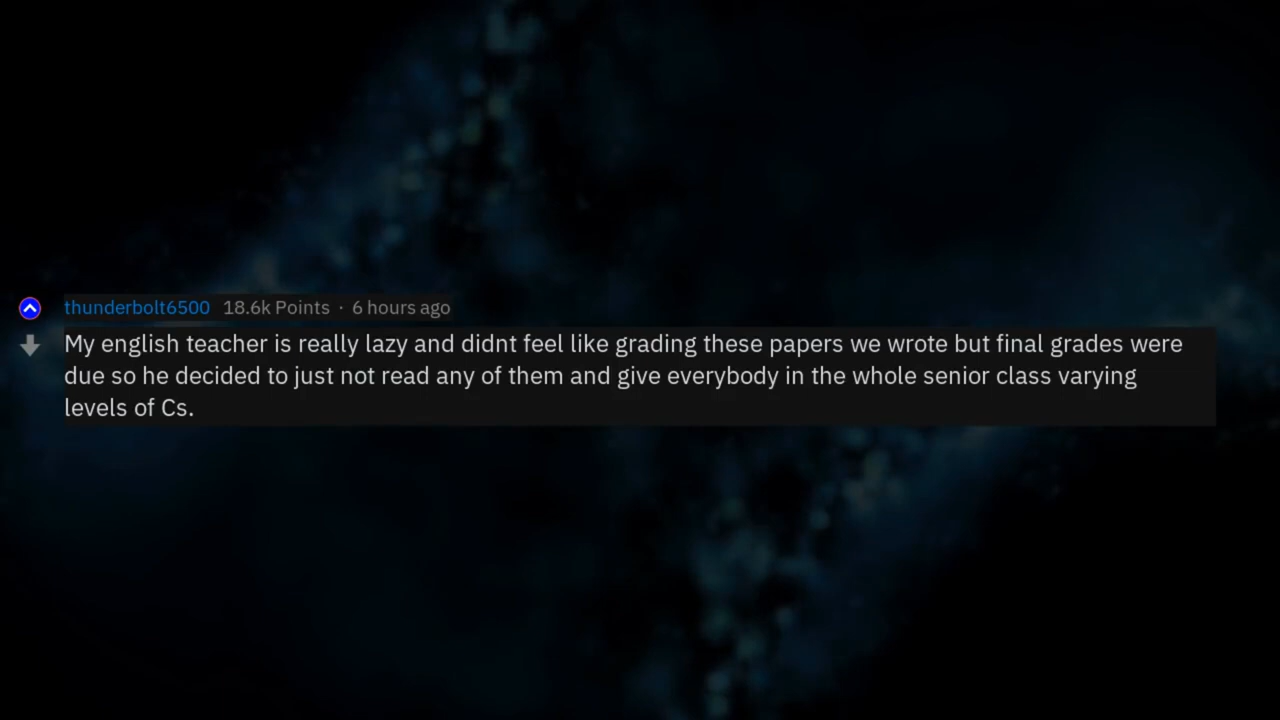 thunderbolt6500 18.6k Points · 6 hours ago
My english teacher is really lazy and didnt feel like grading these papers we wrote but final grades were
due so he decided to just not read any of them and give everybody in the whole senior class varying
levels of Cs.